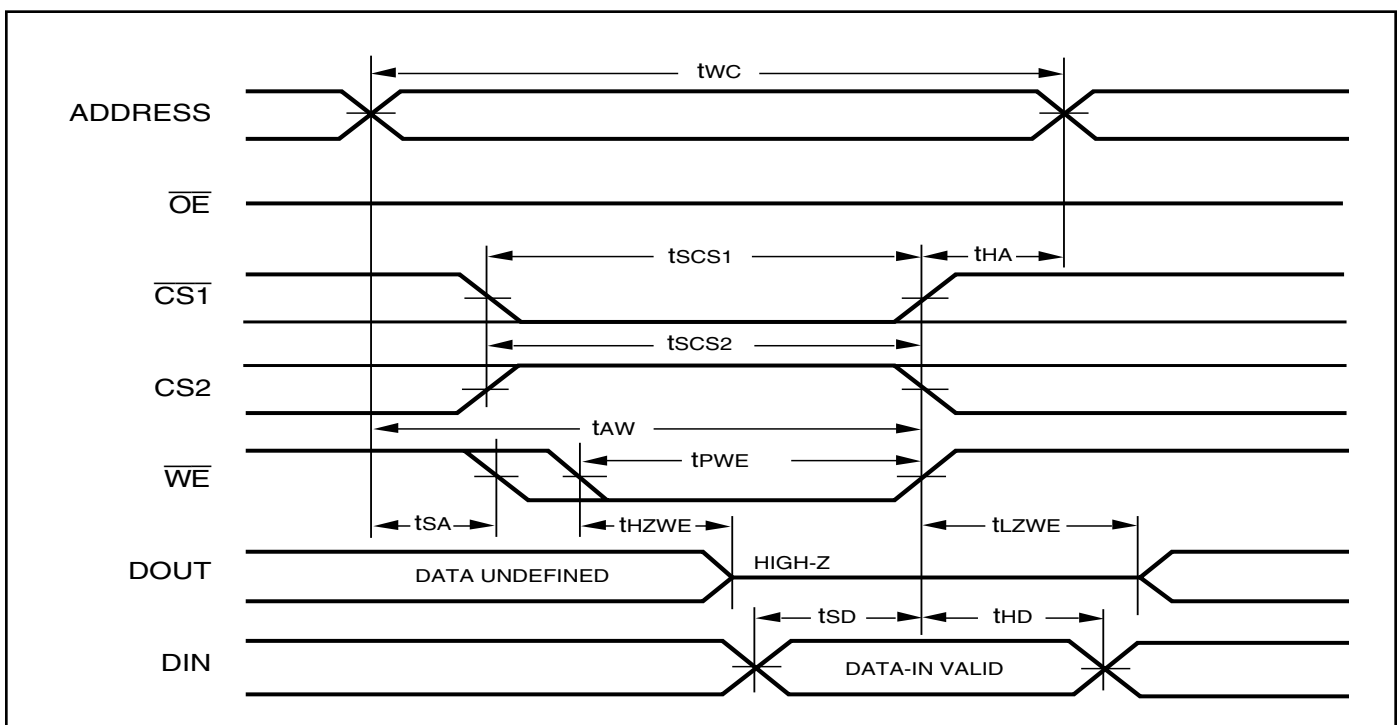 tWC
ADDRESS
OE
tSCS1
tHA
CS1
tSCS2
CS2
tAW
WE
tPWE
tSA
tHZWE
tLZWE
DOUT
DATA UNDEFINED
HIGH-Z
tSD
tHD
DIN
DATA-IN VALID